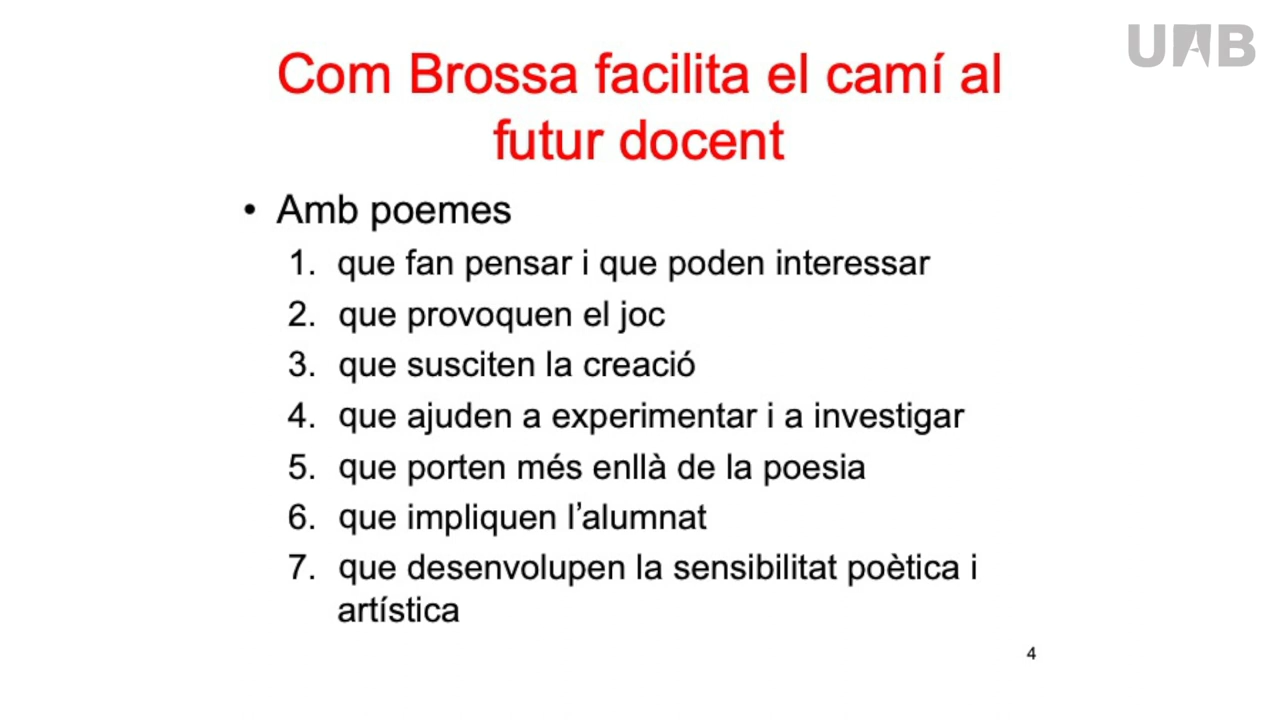 UAB
Com Brossa facilita el camí al
futur docent
• Amb poemes
1. que fan pensar i que poden interessar
2. que provoquen el joc
3. que susciten la creació
4. que ajuden a experimentar i a investigar
5. que porten més enllà de la poesia
6. que impliquen l’alumnat
7. que desenvolupen la sensibilitat poètica i
artística
4